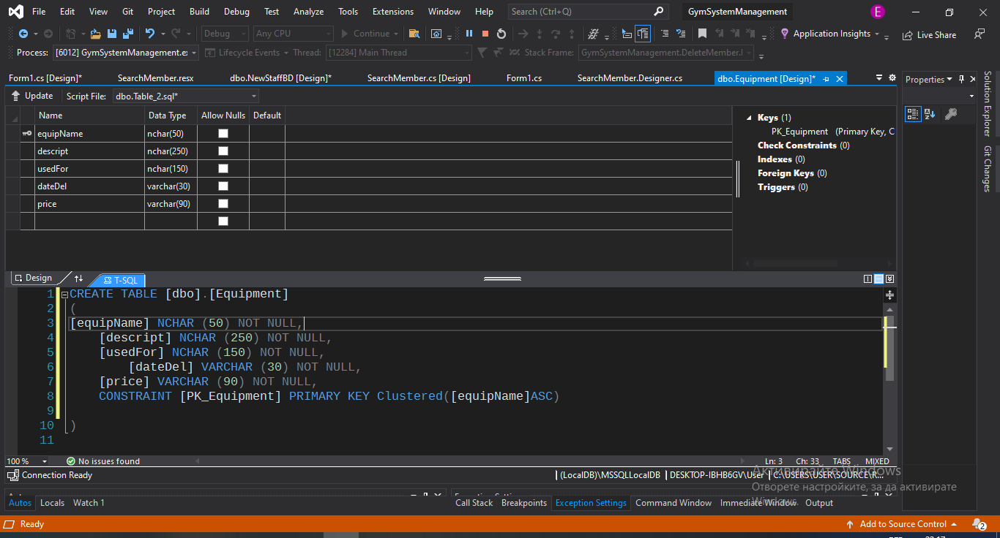 File Edit View Git Project Build Debug Test Analyze Tools Extensions Window Help Search (Ctrl+Q) GymSystemManagement E
Debug Any CPU Continue Application Insights Live Share
Process: [6012] GymSystemManagement.e Lifecycle Events Thread: [12284] Main Thread Stack Frame: GymSystemManagement.DeleteMember.
Form1.cs [Design]* SearchMember.resx dbo.NewStaffBD [Design]* SearchMember.cs [Design] Form1.cs SearchMember.Designer.cs dbo.Equipment [Design]*
Properties
Solution Explorer
Git Changes
Update Script File: dbo.Table_2.sql*
Name Data Type Allow Nulls Default
equipName nchar(50)
descript nchar(250)
usedFor nchar(150)
dateDel varchar(30)
price varchar(90)
Keys (1)
PK_Equipment (Primary Key, C
Check Constraints (0)
Indexes (0)
Foreign Keys (0)
Triggers (0)
Design T-SQL
1 CREATE TABLE [dbo].[Equipment]
2 (
3 [equipName] NCHAR (50) NOT NULL,
4 [descript] NCHAR (250) NOT NULL,
5 [usedFor] NCHAR (150) NOT NULL,
6 [dateDel] VARCHAR (30) NOT NULL,
7 [price] VARCHAR (90) NOT NULL,
8 CONSTRAINT [PK_Equipment] PRIMARY KEY Clustered([equipName]ASC)
9
10 )
11
100 % No issues found Ln: 3 Ch: 33 TABS MIXED
Connection Ready (LocalDB)\MSSQLLocalDB DESKTOP-IBHB6GV\User C:\USERS\USER\SOURCE\R...
Активирайте Windows
Отворете настройките, за да активирате
Windows.
Autos Locals Watch 1 Call Stack Breakpoints Exception Settings Command Window Immediate Window Output
Ready Add to Source Control 2